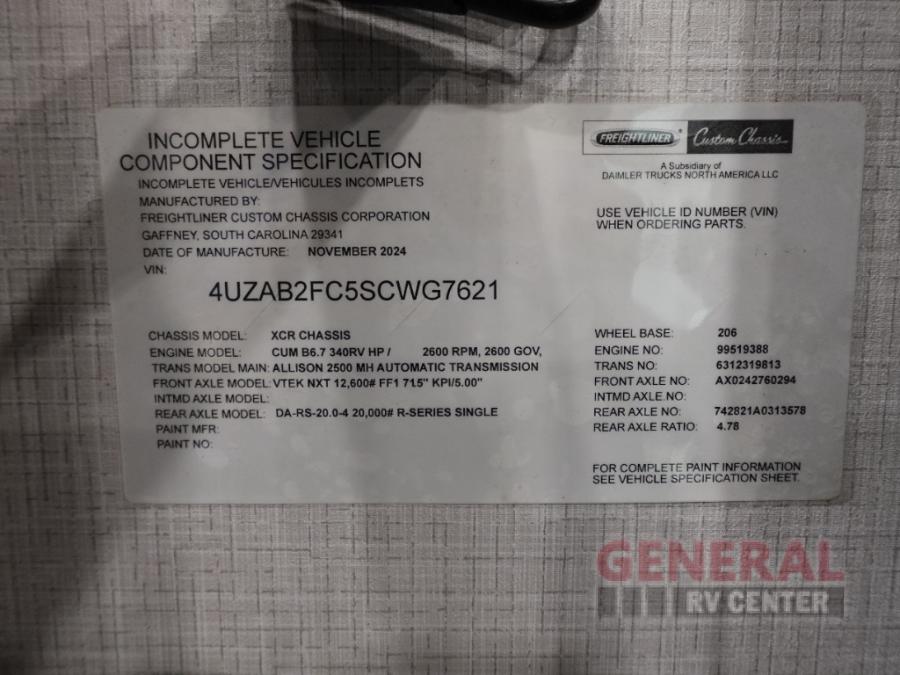 INCOMPLETE VEHICLE
COMPONENT SPECIFICATION
INCOMPLETE VEHICLE/VEHICULES INCOMPLETS
MANUFACTURED BY:
FREIGHTLINER CUSTOM CHASSIS CORPORATION
GAFFNEY, SOUTH CAROLINA 29341
DATE OF MANUFACTURE: NOVEMBER 2024
VIN:
4UZAB2FC5SCWG7621
FREIGHTLINER Custom Chassis
A Subsidiary of
DAIMLER TRUCKS NORTH AMERICA LLC
USE VEHICLE ID NUMBER (VIN)
WHEN ORDERING PARTS.
CHASSIS MODEL: XCR CHASSIS
ENGINE MODEL: CUM B6.7 340RV HP / 2600 RPM, 2600 GOV,
TRANS MODEL MAIN: ALLISON 2500 MH AUTOMATIC TRANSMISSION
FRONT AXLE MODEL: VTEK NXT 12,600# FF1 71.5" KPI/5.00"
INTMD AXLE MODEL:
REAR AXLE MODEL: DA-RS-20.0-4 20,000# R-SERIES SINGLE
PAINT MFR:
PAINT NO:
WHEEL BASE: 206
ENGINE NO: 99519388
TRANS NO: 6312319813
FRONT AXLE NO: AX0242760294
INTMD AXLE NO:
REAR AXLE NO: 742821A0313578
REAR AXLE RATIO: 4.78
FOR COMPLETE PAINT INFORMATION
SEE VEHICLE SPECIFICATION SHEET.
GENERAL
RV CENTER